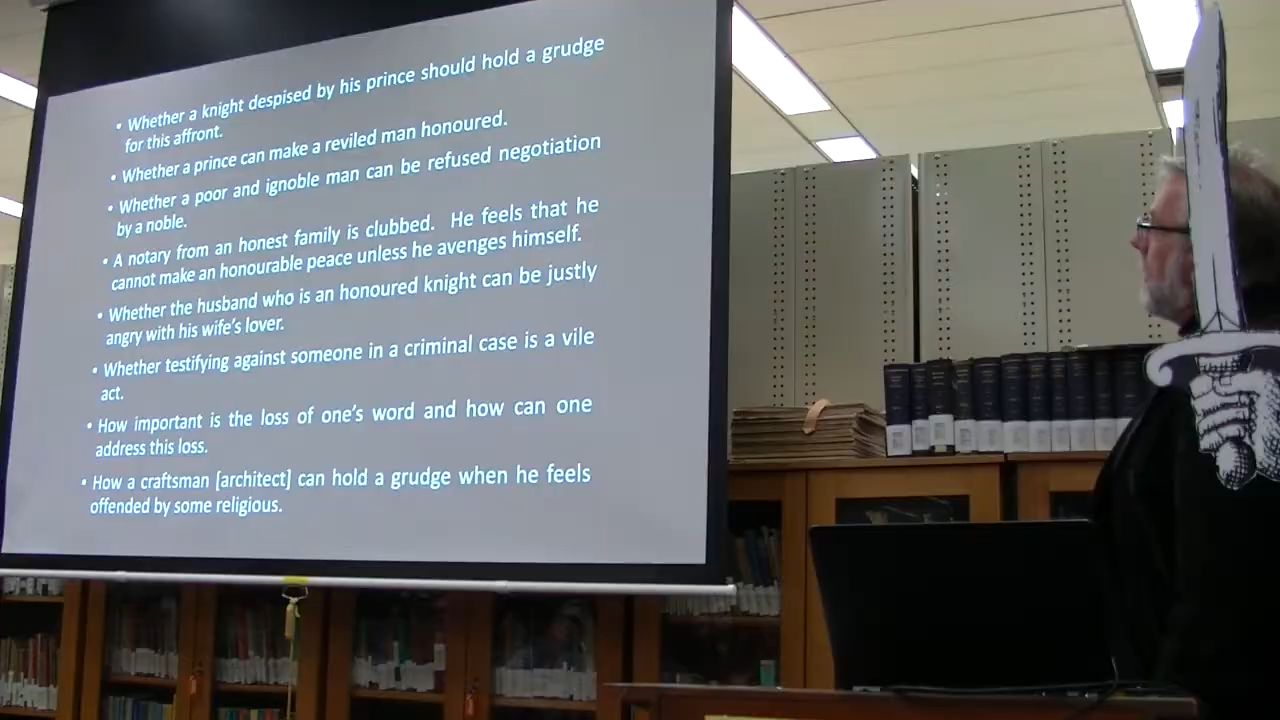 • Whether a knight despised by his prince should hold a grudge
for this affront.
• Whether a prince can make a reviled man honoured.
• Whether a poor and ignoble man can be refused negotiation
by a noble.
• A notary from an honest family is clubbed. He feels that he
cannot make an honourable peace unless he avenges himself.
• Whether the husband who is an honoured knight can be justly
angry with his wife's lover.
• Whether testifying against someone in a criminal case is a vile
act.
• How important is the loss of one's word and how can one
address this loss.
• How a craftsman [architect] can hold a grudge when he feels
offended by some religious.